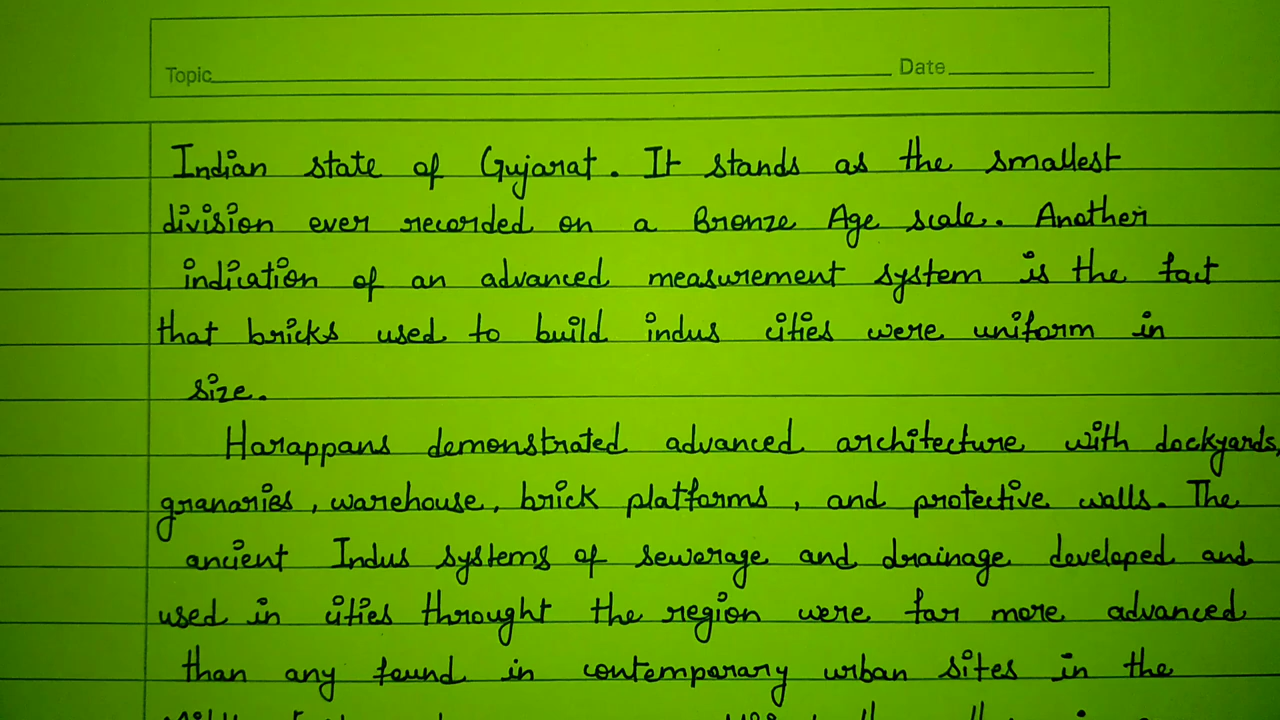 Topic Date
Indian state of Gujarat. It stands as the smallest
division ever recorded on a Bronze Age scale. Another
indication of an advanced measurement system is the fact
that bricks used to build indus cities were uniform in
size.
Harappans demonstrated advanced architecture with dockyards,
granaries, warehouse, brick platforms, and protective walls. The
ancient Indus systems of sewerage and drainage developed and
used in cities throught the region were far more advanced
than any found in contemporary urban sites in the